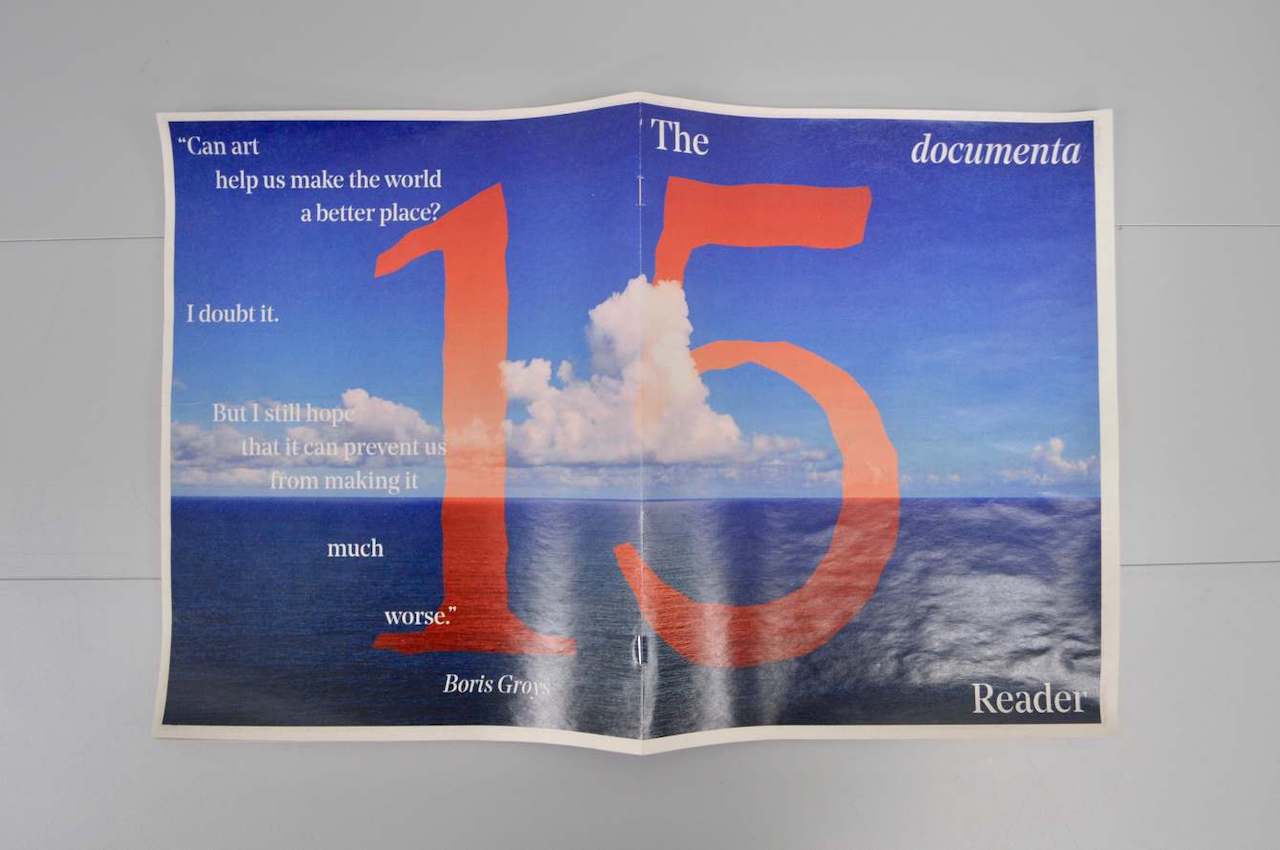 “Can art
help us make the world
a better place?
I doubt it.
But I still hope
that it can prevent us
from making it
much
worse.”
Boris Groys
The
documenta
15
Reader